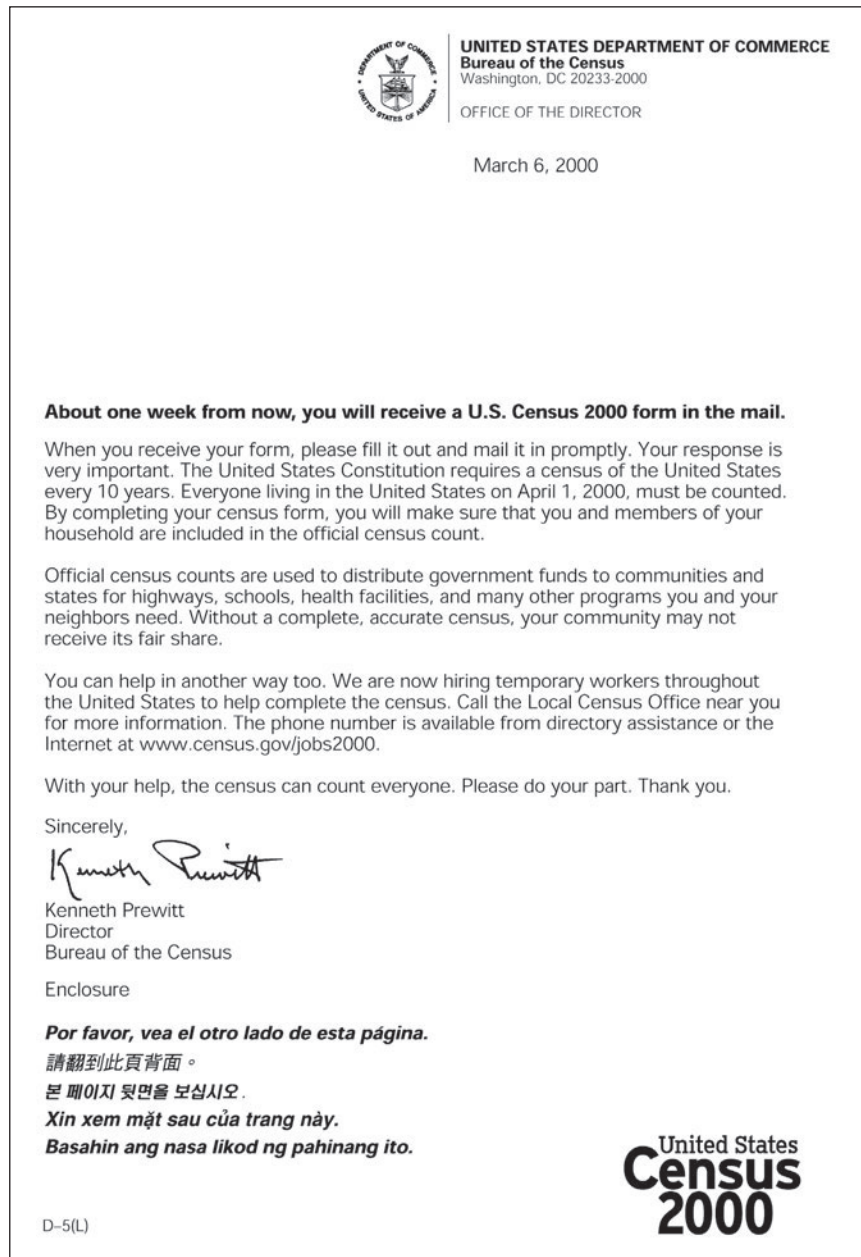 DEPARTMENT OF COMMERCE
UNITED STATES OF AMERICA
UNITED STATES DEPARTMENT OF COMMERCE
Bureau of the Census
Washington, DC 20233-2000
OFFICE OF THE DIRECTOR
March 6, 2000
About one week from now, you will receive a U.S. Census 2000 form in the mail.
When you receive your form, please fill it out and mail it in promptly. Your response is
very important. The United States Constitution requires a census of the United States
every 10 years. Everyone living in the United States on April 1, 2000, must be counted.
By completing your census form, you will make sure that you and members of your
household are included in the official census count.
Official census counts are used to distribute government funds to communities and
states for highways, schools, health facilities, and many other programs you and your
neighbors need. Without a complete, accurate census, your community may not
receive its fair share.
You can help in another way too. We are now hiring temporary workers throughout
the United States to help complete the census. Call the Local Census Office near you
for more information. The phone number is available from directory assistance or the
Internet at www.census.gov/jobs2000.
With your help, the census can count everyone. Please do your part. Thank you.
Sincerely,
Kenneth Prewitt
Kenneth Prewitt
Director
Bureau of the Census
Enclosure
Por favor, vea el otro lado de esta página.
請翻到此頁背面。
본 페이지 뒷면을 보십시오.
Xin xem mặt sau của trang này.
Basahin ang nasa likod ng pahinang ito.
United States
Census
2000
D–5(L)